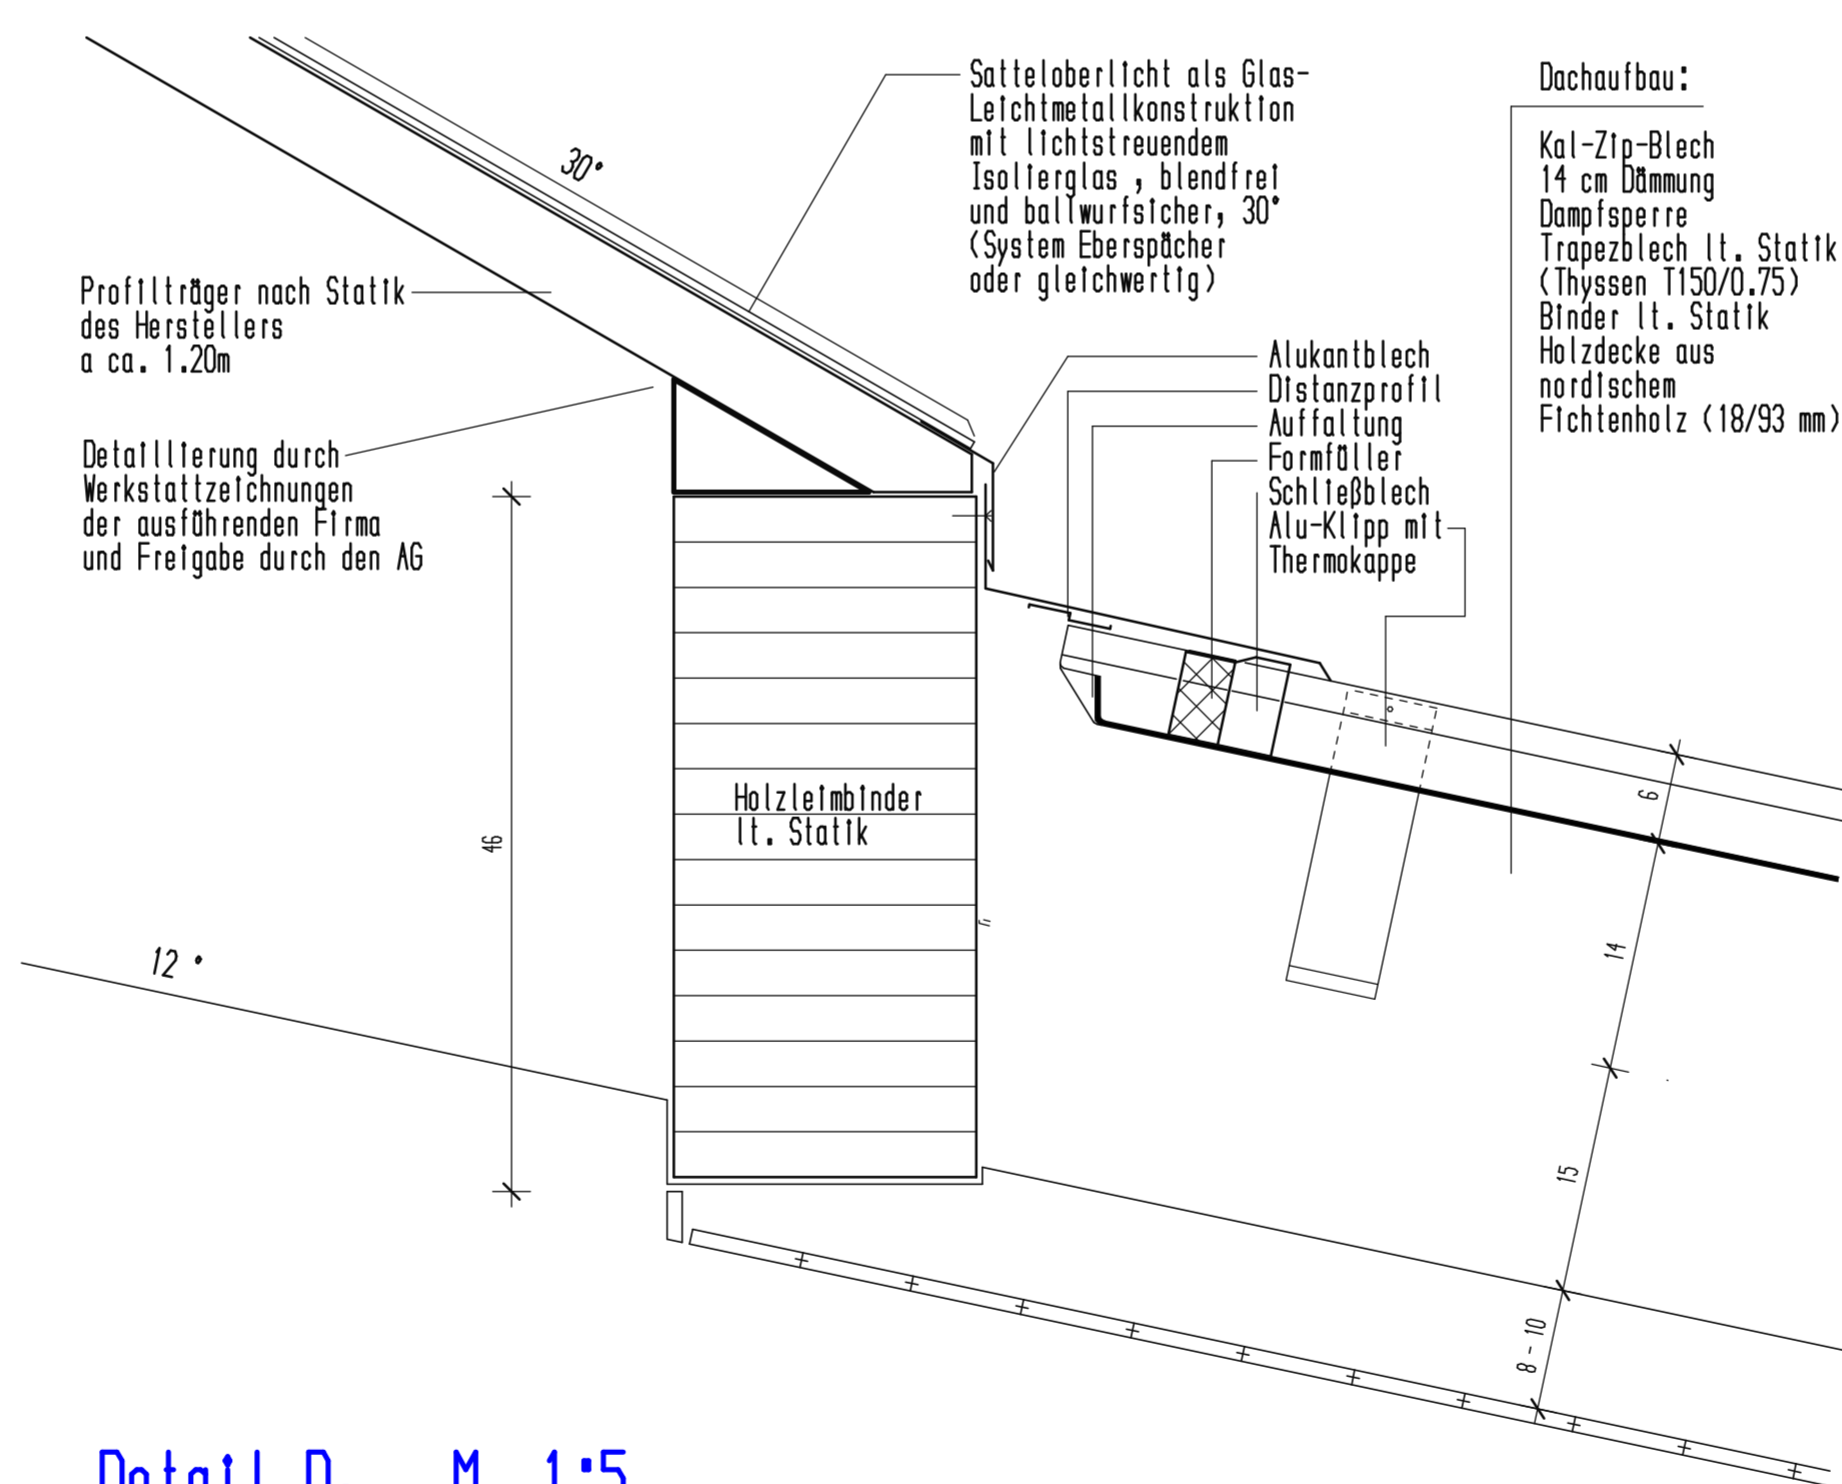 Satteloberlicht als Glas-
Leichtmetallkonstruktion
mit lichtstreuendem
Isolierglas , blendfrei
und ballwurfsicher, 30°
(System Eberspächer
oder gleichwertig)
Dachaufbau:
Kal-Zip-Blech
14 cm Dämmung
Dampfsperre
Trapezblech lt. Statik
(Thyssen T150/0.75)
Binder lt. Statik
Holzdecke aus
nordischem
Fichtenholz (18/93 mm)
30°
Profilträger nach Statik
des Herstellers
a ca. 1.20m
Detaillierung durch
Werkstattzeichnungen
der ausführenden Firma
und Freigabe durch den AG
Alukantblech
Distanzprofil
Auffaltung
Formfüller
Schließblech
Alu-Klipp mit
Thermokappe
Holzleimbinder
lt. Statik
46
12 °
6
14
15
8 - 10
Detail D M 1:5